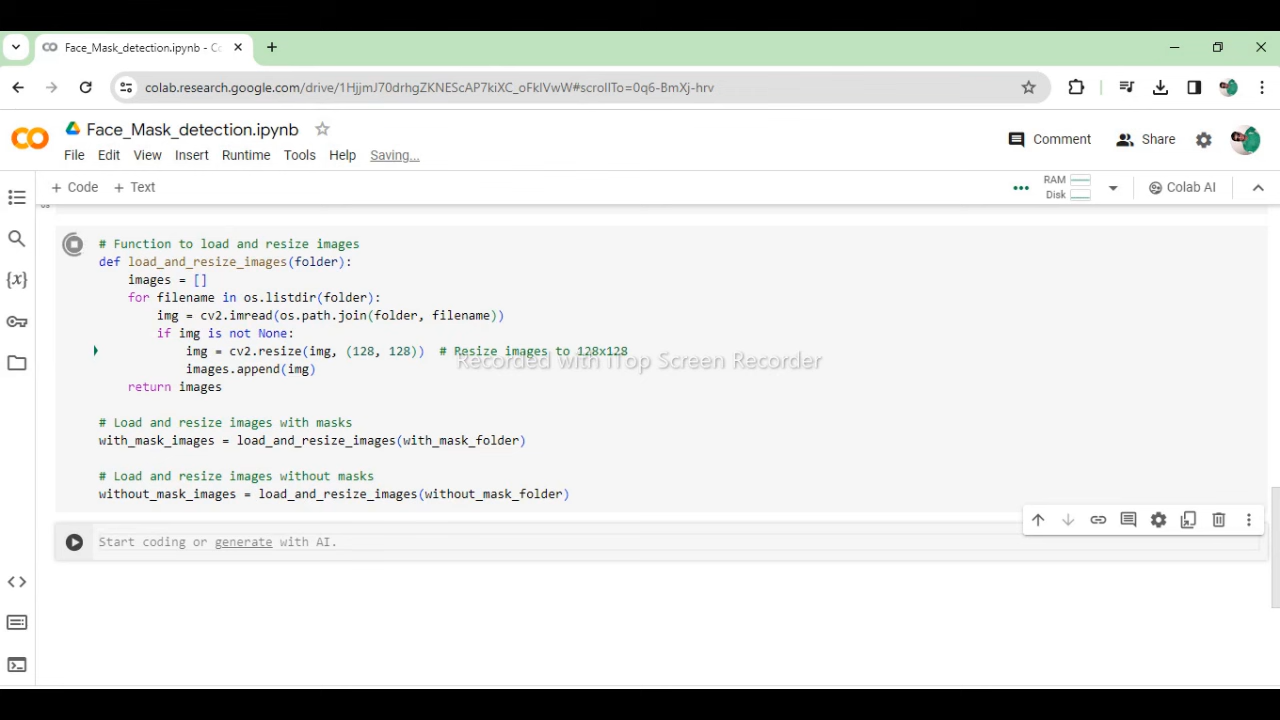 Face_Mask_detection.ipynb - Co
colab.research.google.com/drive/1HjjmJ70drhgZKNEScAP7kiXC_oFkIVwW#scrollTo=0q6-BmXj-hrv
Face_Mask_detection.ipynb
Comment
Share
File Edit View Insert Runtime Tools Help Saving...
+ Code + Text
RAM
Disk
Colab AI
{x}
# Function to load and resize images
def load_and_resize_images(folder):
images = []
for filename in os.listdir(folder):
img = cv2.imread(os.path.join(folder, filename))
if img is not None:
img = cv2.resize(img, (128, 128))  # Resize images to 128x128
Recorded with iTop Screen Recorder
images.append(img)
return images
# Load and resize images with masks
with_mask_images = load_and_resize_images(with_mask_folder)
# Load and resize images without masks
without_mask_images = load_and_resize_images(without_mask_folder)
Start coding or generate with AI.